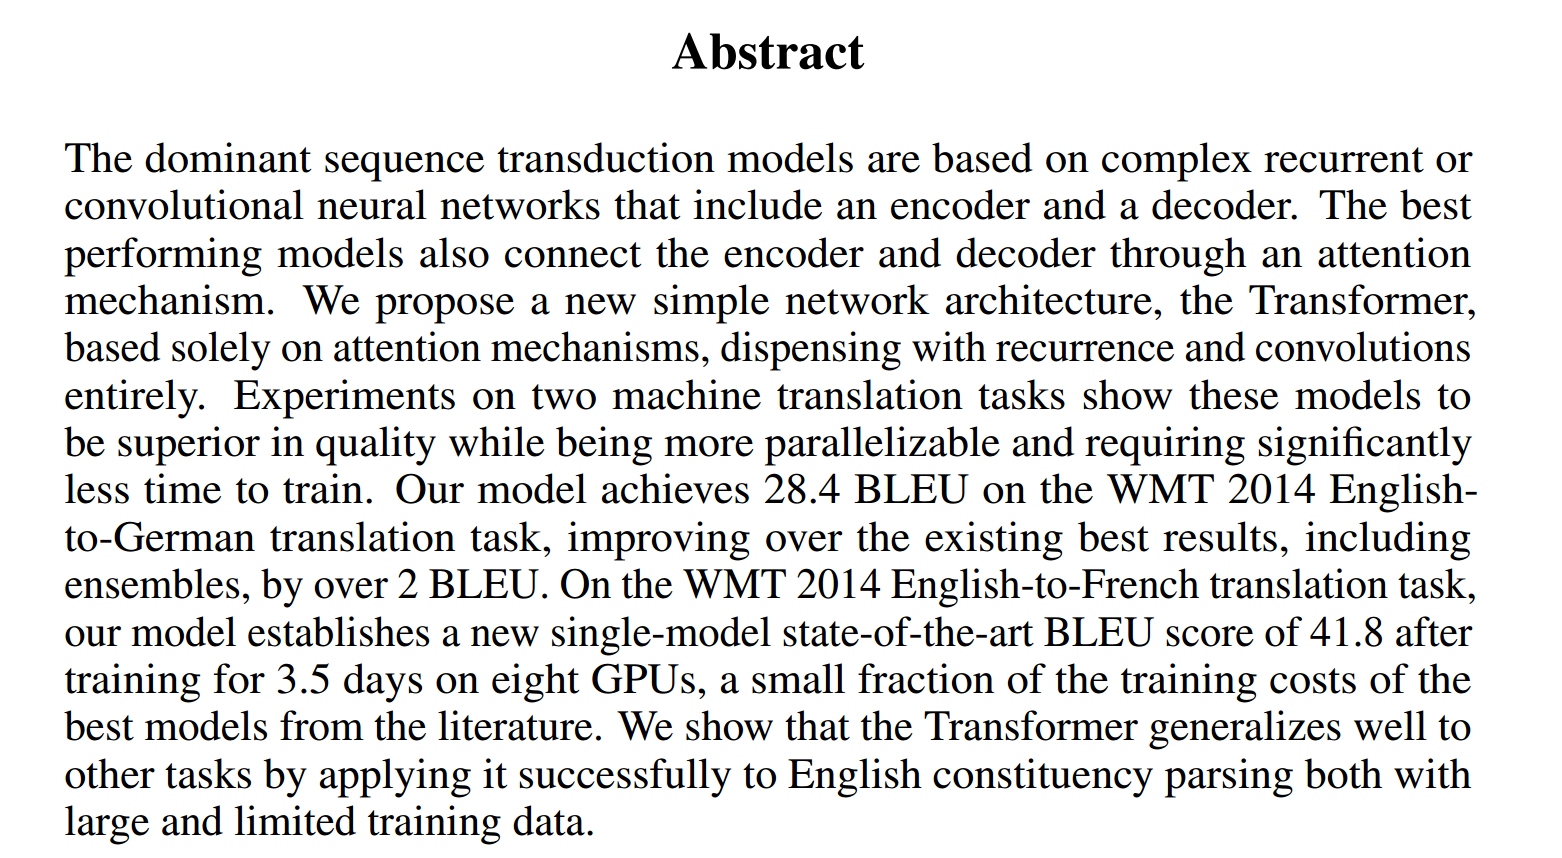 Abstract
The dominant sequence transduction models are based on complex recurrent or
convolutional neural networks that include an encoder and a decoder. The best
performing models also connect the encoder and decoder through an attention
mechanism. We propose a new simple network architecture, the Transformer,
based solely on attention mechanisms, dispensing with recurrence and convolutions
entirely. Experiments on two machine translation tasks show these models to
be superior in quality while being more parallelizable and requiring significantly
less time to train. Our model achieves 28.4 BLEU on the WMT 2014 English-
to-German translation task, improving over the existing best results, including
ensembles, by over 2 BLEU. On the WMT 2014 English-to-French translation task,
our model establishes a new single-model state-of-the-art BLEU score of 41.8 after
training for 3.5 days on eight GPUs, a small fraction of the training costs of the
best models from the literature. We show that the Transformer generalizes well to
other tasks by applying it successfully to English constituency parsing both with
large and limited training data.